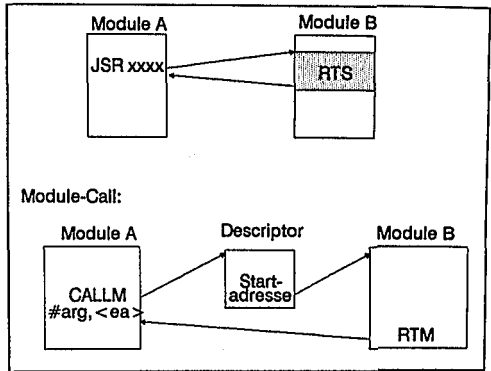 Module A
Module B
JSR xxxx
RTS
Module-Call:
Module A
Descriptor
Module B
Start-
adresse
CALLM
#arg,<ea>
RTM